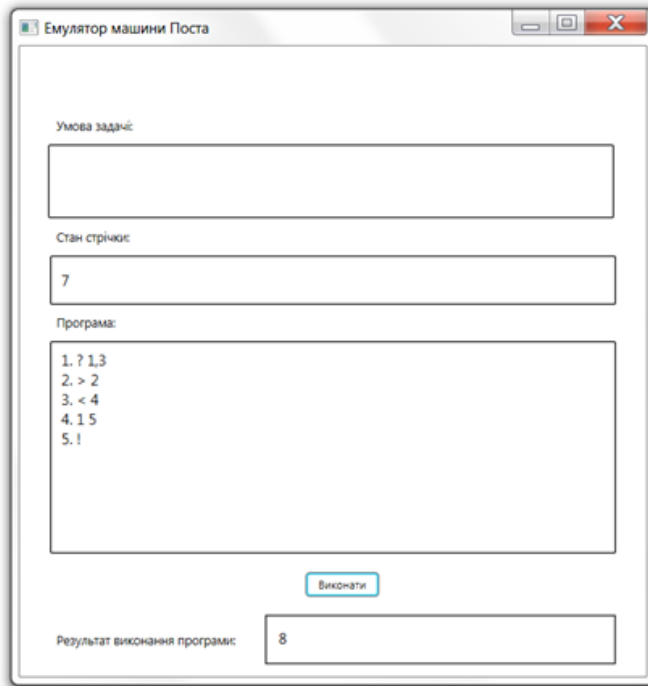 Емулятор машини Поста
Умова задачі:
Стан стрічки:
7
Програма:
1. ? 1,3
2. > 2
3. < 4
4. 1 5
5. !
Виконати
Результат виконання програми:
8